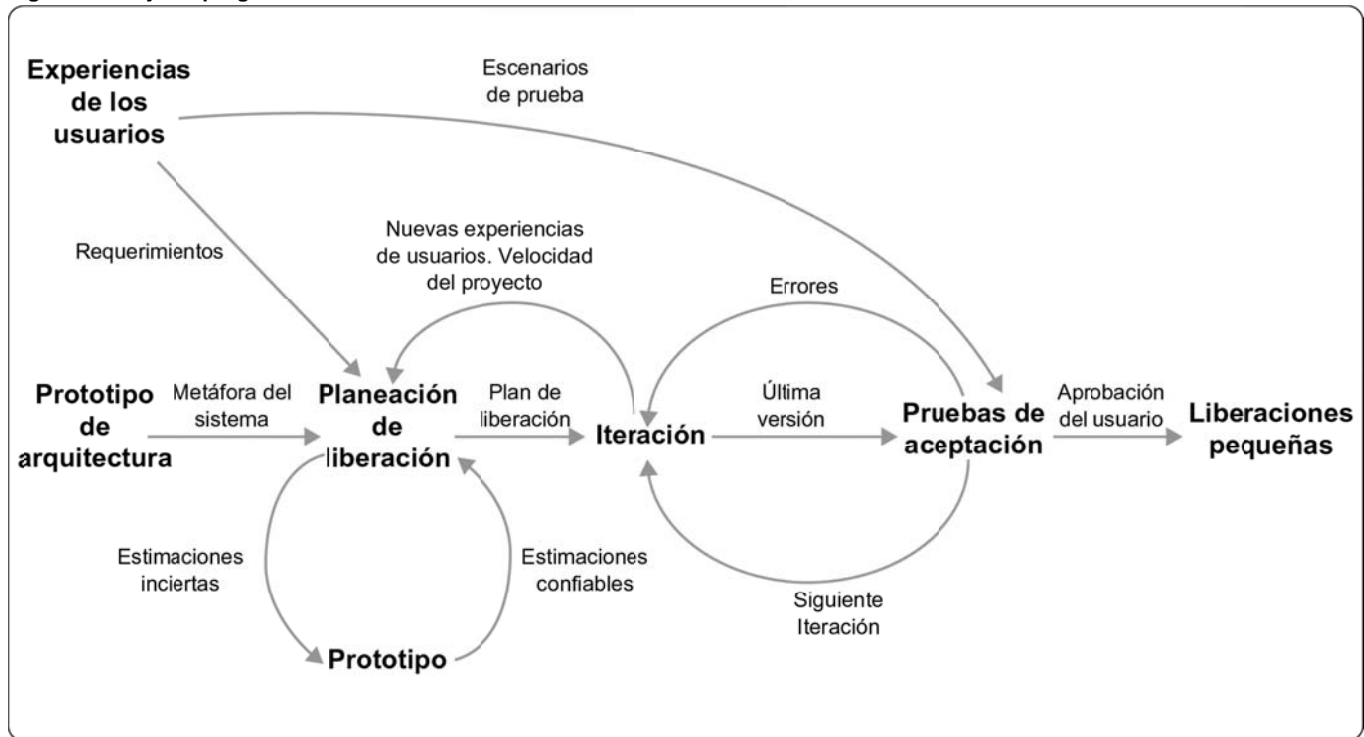 Experiencias
de los
usuarios
Escenarios
de prueba
Requerimientos
Nuevas experiencias
de usuarios. Velocidad
del proyecto
Errores
Prototipo
de
arquitectura
Metáfora del
sistema
Planeación
de
liberación
Plan de
liberación
Iteración
Última
versión
Pruebas de
aceptación
Aprobación
del usuario
Liberaciones
pequeñas
Estimaciones
inciertas
Estimaciones
confiables
Siguiente
Iteración
Prototipo